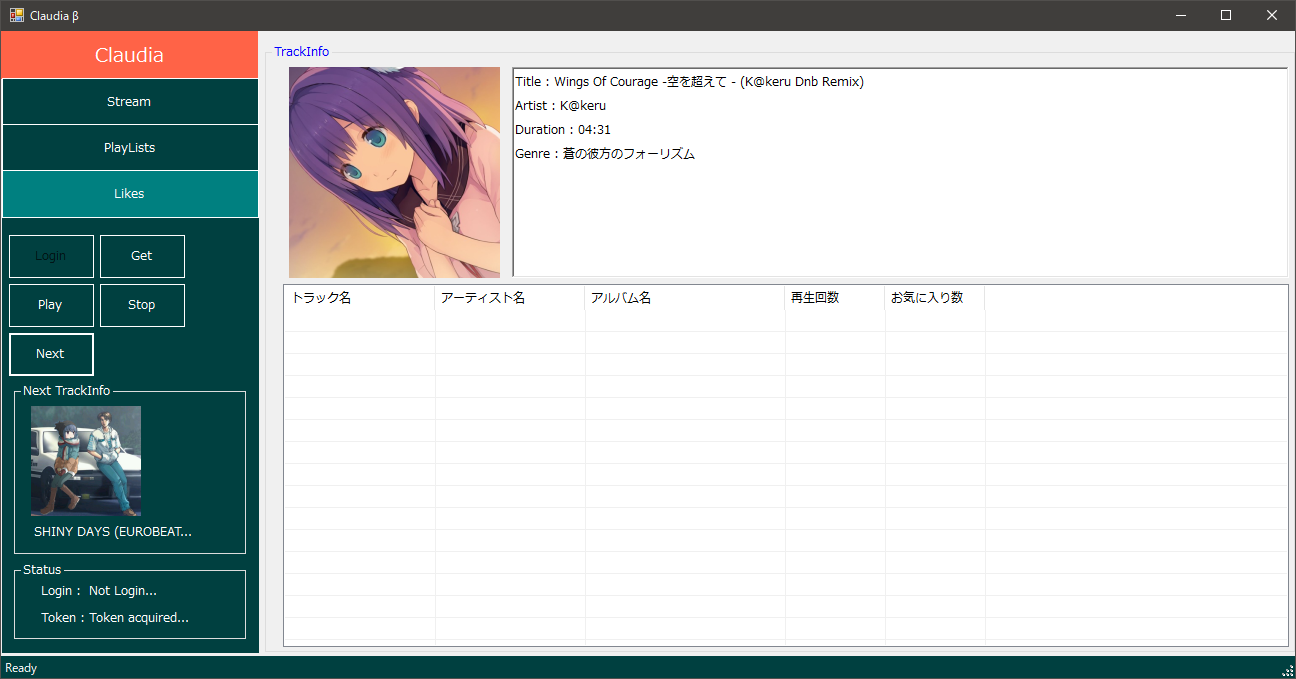 Claudia β
Claudia
Stream
PlayLists
Likes
Login
Get
Play
Stop
Next
Next TrackInfo
SHINY DAYS (EUROBEAT...
Status
Login : Not Login...
Token : Token acquired...
TrackInfo
Title : Wings Of Courage -空を超えて - (K@keru Dnb Remix)
Artist : K@keru
Duration : 04:31
Genre : 蒼の彼方のフォーリズム
トラック名 アーティスト名 アルバム名 再生回数 お気に入り数
Ready